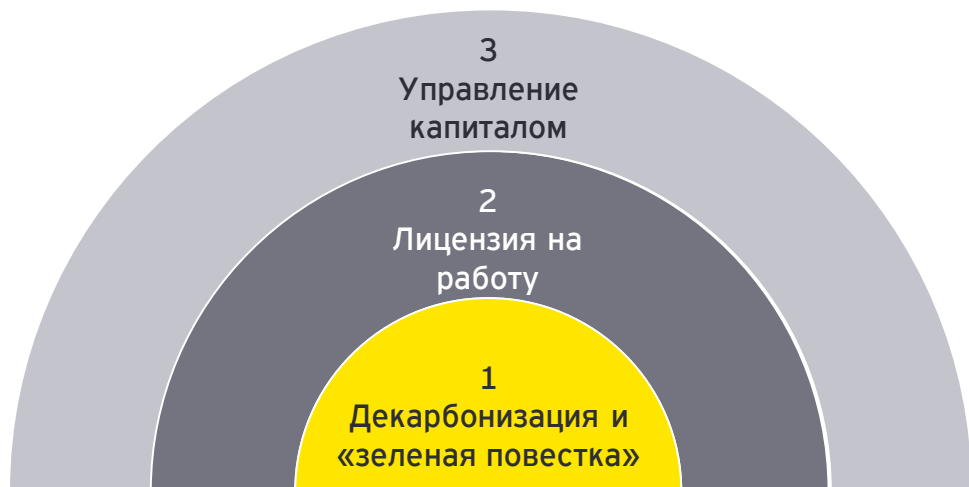 3
Управление
капиталом
2
Лицензия на
работу
1
Декарбонизация и
«зеленая повестка»